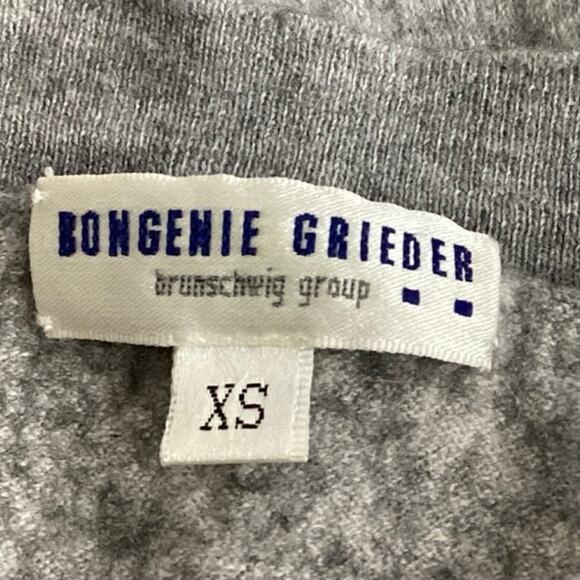 BONGENIE GRIEDER
brunschwig group
XS